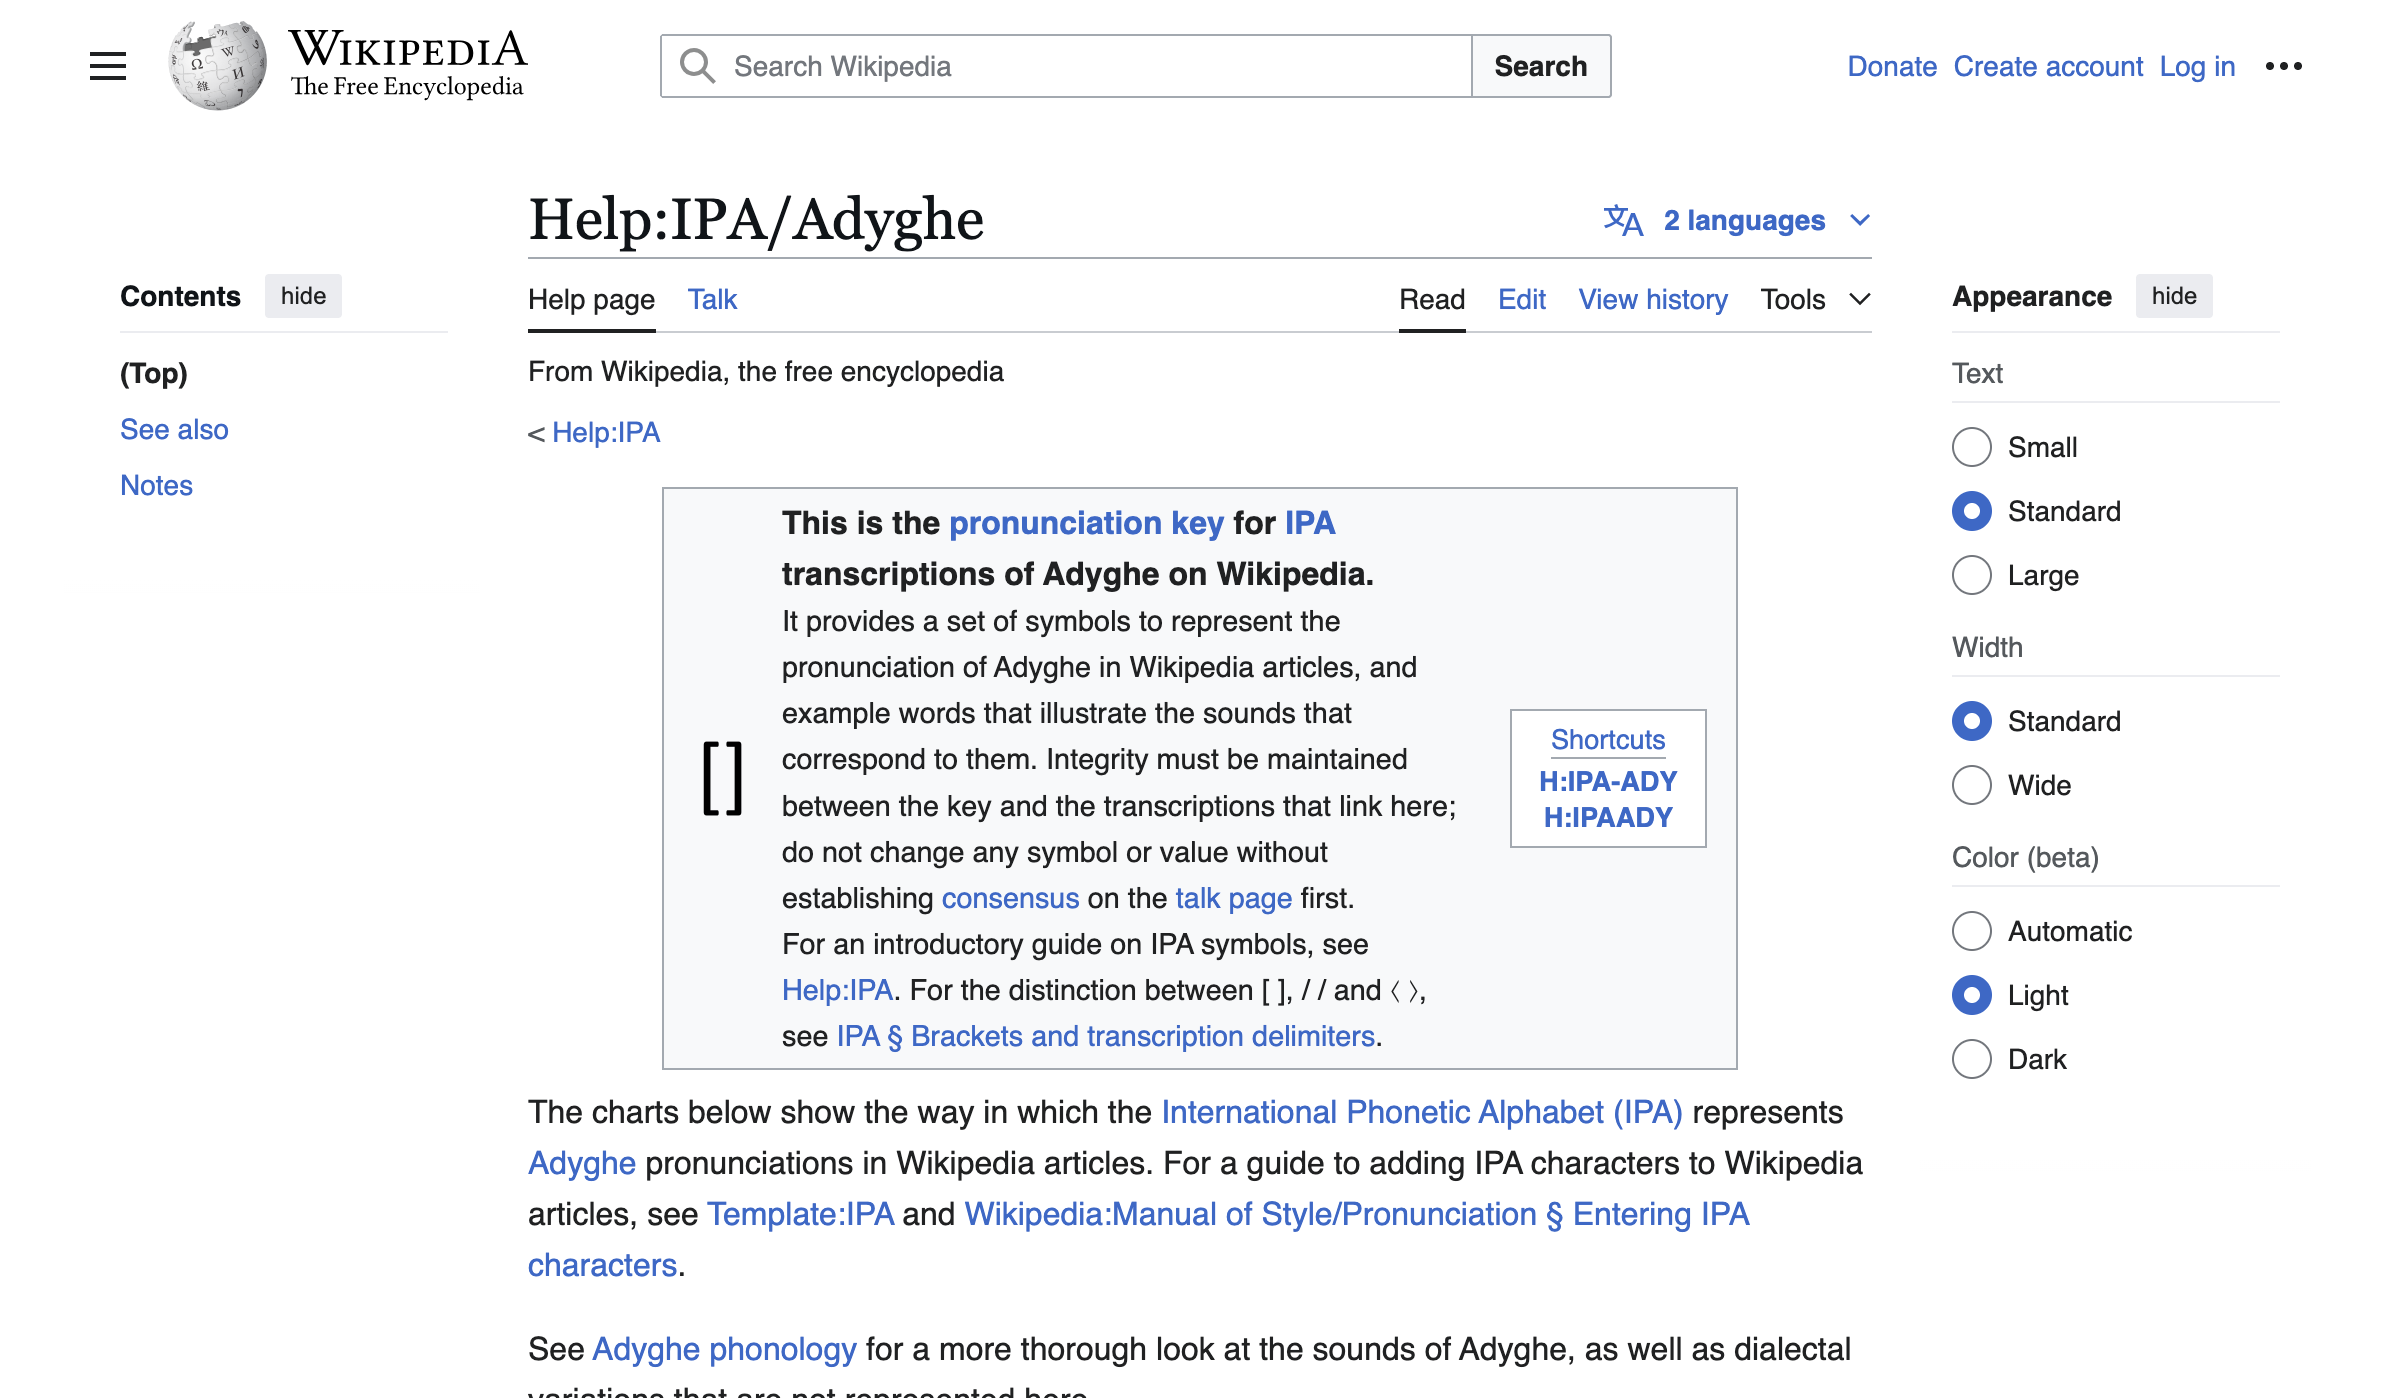 WIKIPEDIA
The Free Encyclopedia
Search Wikipedia
Search
Donate Create account Log in
Help:IPA/Adyghe
2 languages
Contents hide
(Top)
See also
Notes
Help page Talk
Read Edit View history Tools
From Wikipedia, the free encyclopedia
< Help:IPA
[]
This is the pronunciation key for IPA
transcriptions of Adyghe on Wikipedia.
It provides a set of symbols to represent the
pronunciation of Adyghe in Wikipedia articles, and
example words that illustrate the sounds that
correspond to them. Integrity must be maintained
between the key and the transcriptions that link here;
do not change any symbol or value without
establishing consensus on the talk page first.
For an introductory guide on IPA symbols, see
Help:IPA. For the distinction between [ ], / / and ⟨ ⟩,
see IPA § Brackets and transcription delimiters.
Shortcuts
H:IPA-ADY
H:IPAADY
The charts below show the way in which the International Phonetic Alphabet (IPA) represents
Adyghe pronunciations in Wikipedia articles. For a guide to adding IPA characters to Wikipedia
articles, see Template:IPA and Wikipedia:Manual of Style/Pronunciation § Entering IPA
characters.
See Adyghe phonology for a more thorough look at the sounds of Adyghe, as well as dialectal
variations that are not represented here.
Appearance hide
Text
Small
Standard
Large
Width
Standard
Wide
Color (beta)
Automatic
Light
Dark